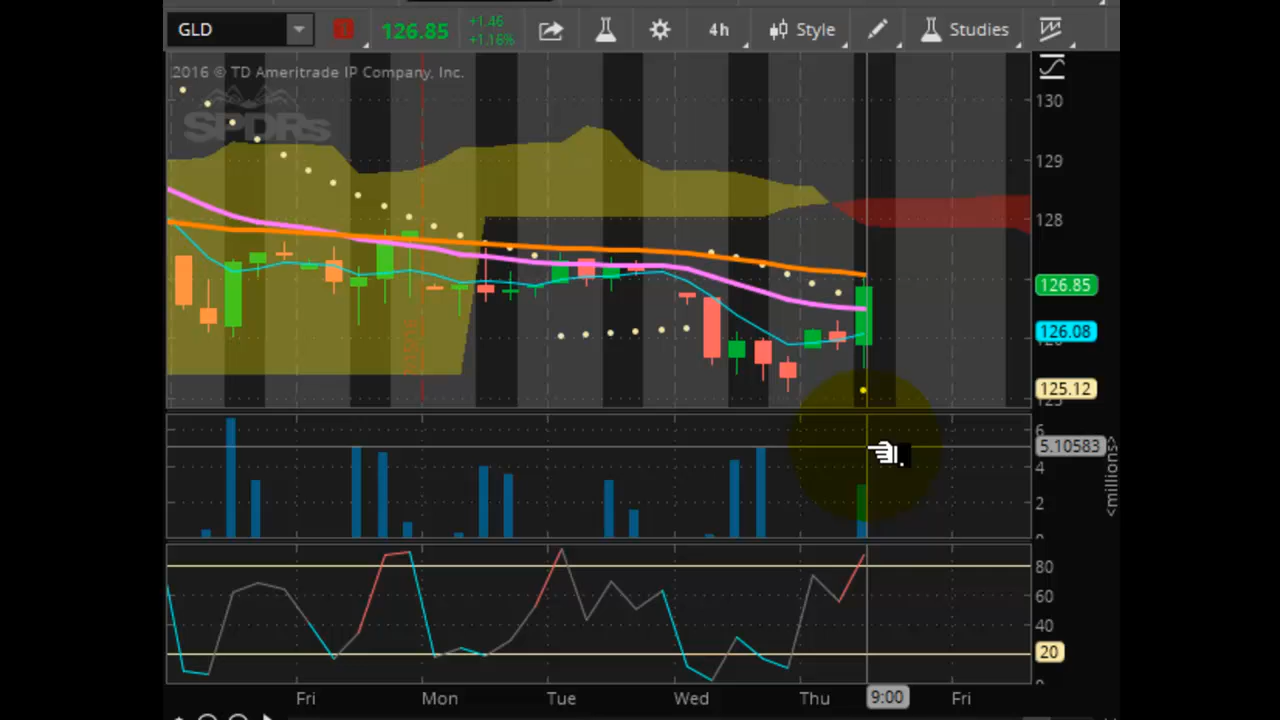 GLD
126.85
+1.46
+1.16%
4h
Style
Studies
2016 © TD Ameritrade IP Company, Inc.
SPDRs
130
129
128
126.85
126.08
125.12
6
5.10583
4
2
0
<millions>
80
60
40
20
0
Fri
Mon
Tue
Wed
Thu
9:00
Fri